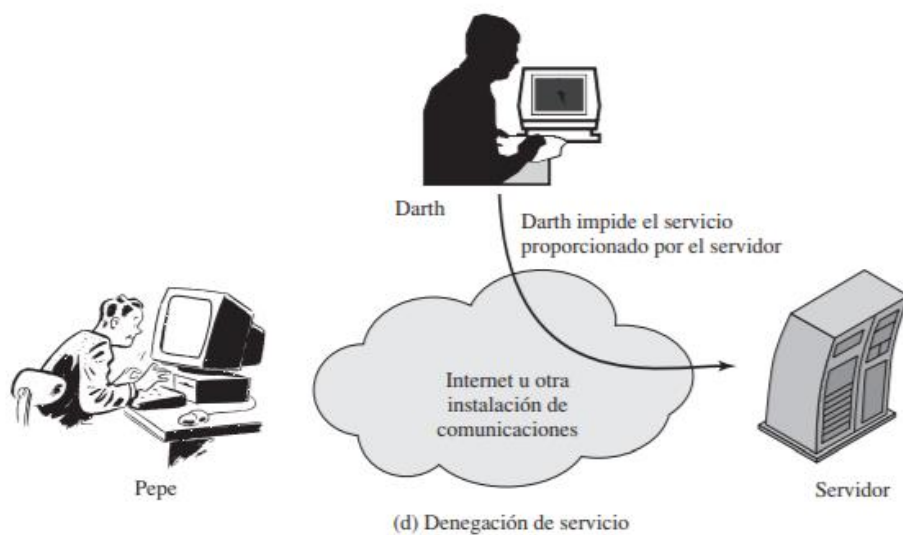 Darth
Darth impide el servicio
proporcionado por el servidor
Internet u otra
instalación de
comunicaciones
Pepe
Servidor
(d) Denegación de servicio